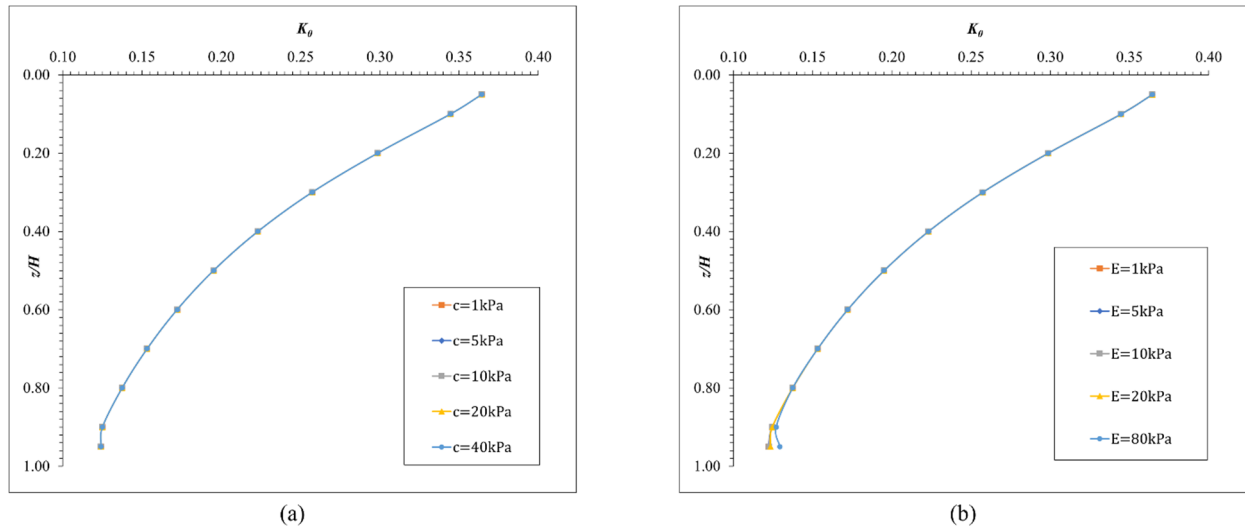 K0
0.10 0.15 0.20 0.25 0.30 0.35 0.40
0.00
0.20
0.40
0.60
0.80
1.00
z/H
c=1kPa
c=5kPa
c=10kPa
c=20kPa
c=40kPa
(a)
K0
0.10 0.15 0.20 0.25 0.30 0.35 0.40
0.00
0.20
0.40
0.60
0.80
1.00
z/H
E=1kPa
E=5kPa
E=10kPa
E=20kPa
E=80kPa
(b)